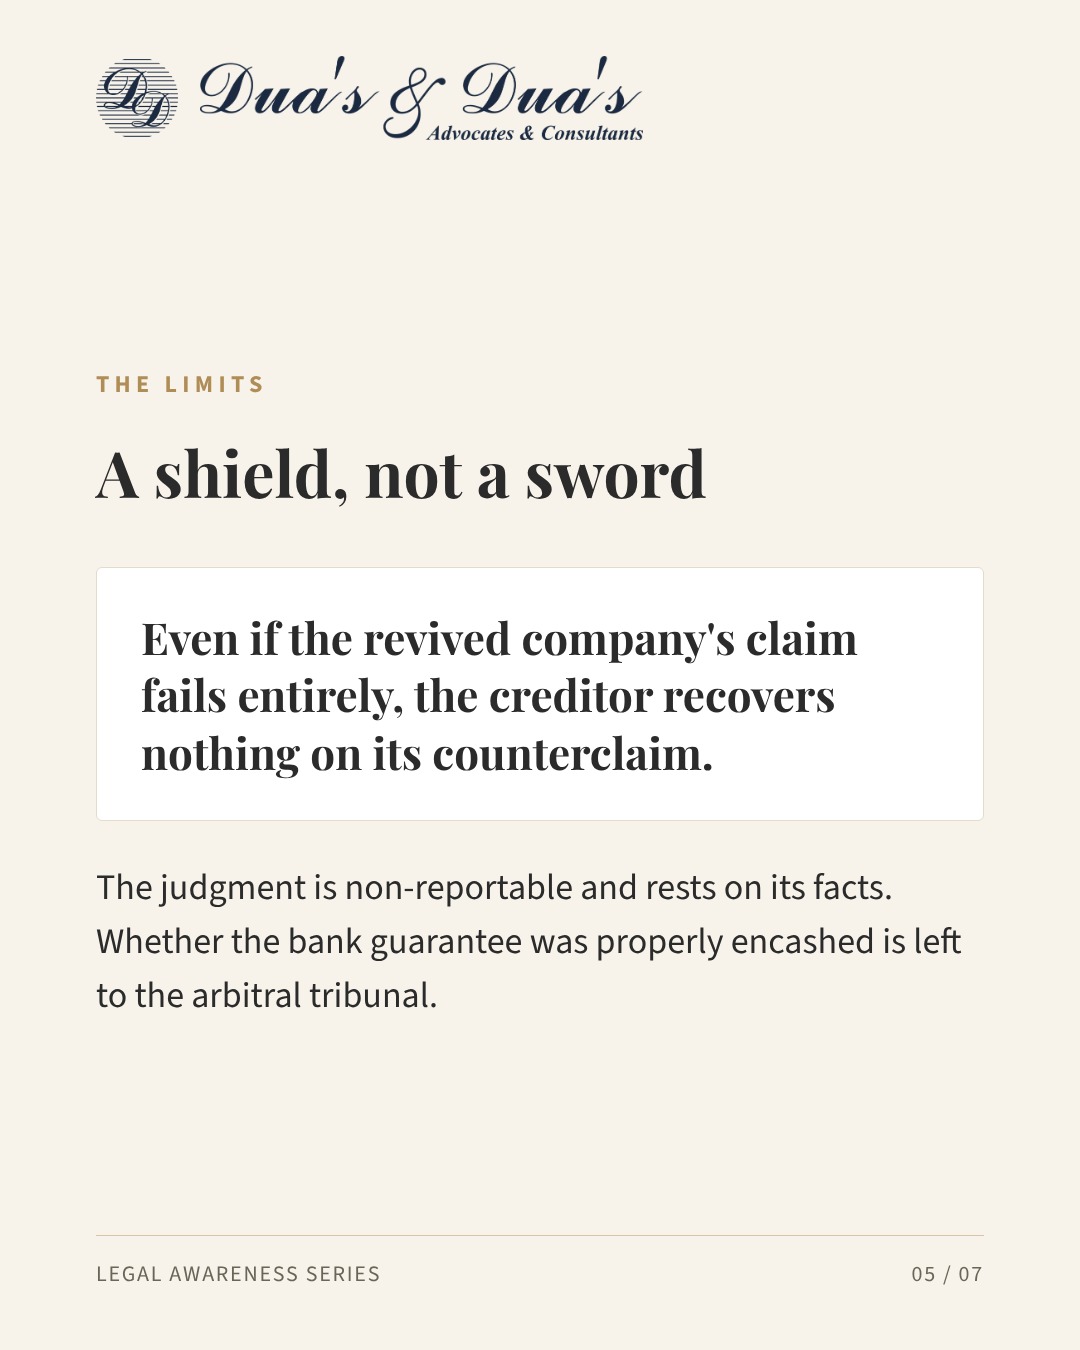 DD Dua's & Dua's
Advocates & Consultants
THE LIMITS
A shield, not a sword
Even if the revived company's claim
fails entirely, the creditor recovers
nothing on its counterclaim.
The judgment is non-reportable and rests on its facts.
Whether the bank guarantee was properly encashed is left
to the arbitral tribunal.
LEGAL AWARENESS SERIES
05 / 07